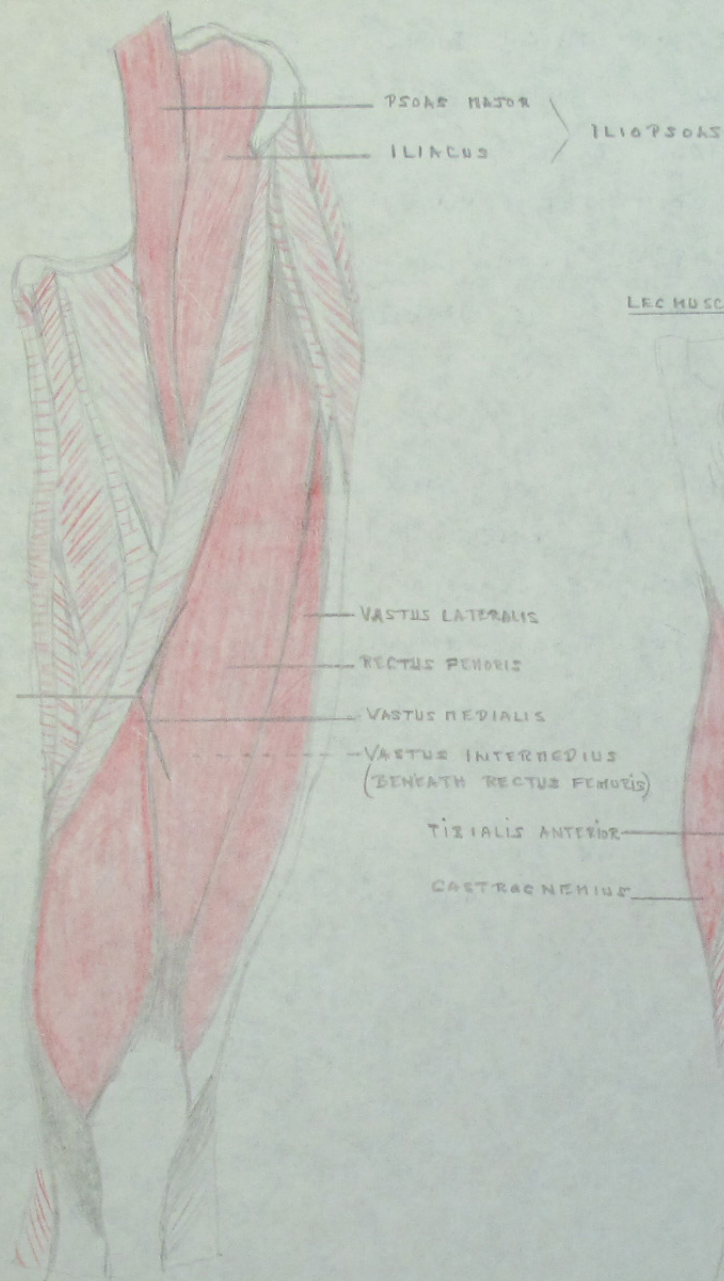 PSOAS MAJOR
ILIACUS
ILIOPSOAS
LEG MUSC
VASTUS LATERALIS
RECTUS FEMORIS
VASTUS MEDIALIS
VASTUS INTERMEDIUS
(BENEATH RECTUS FEMORIS)
TIBIALIS ANTERIOR
GASTROCNEMIUS